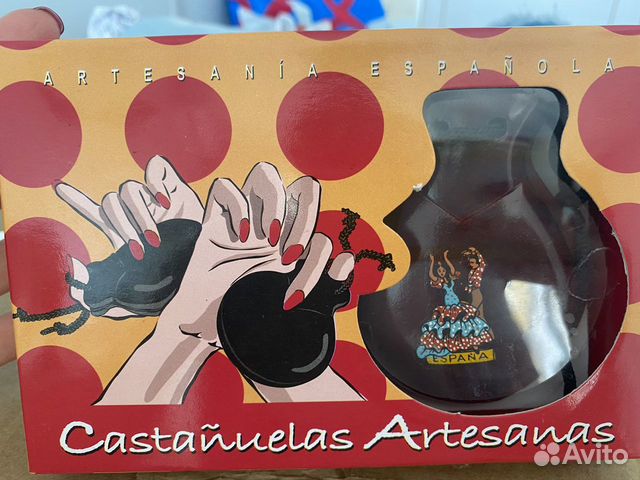 ARTESANÍA ESPAÑOLA
ESPAÑA
Castañuelas Artesanas
Avito